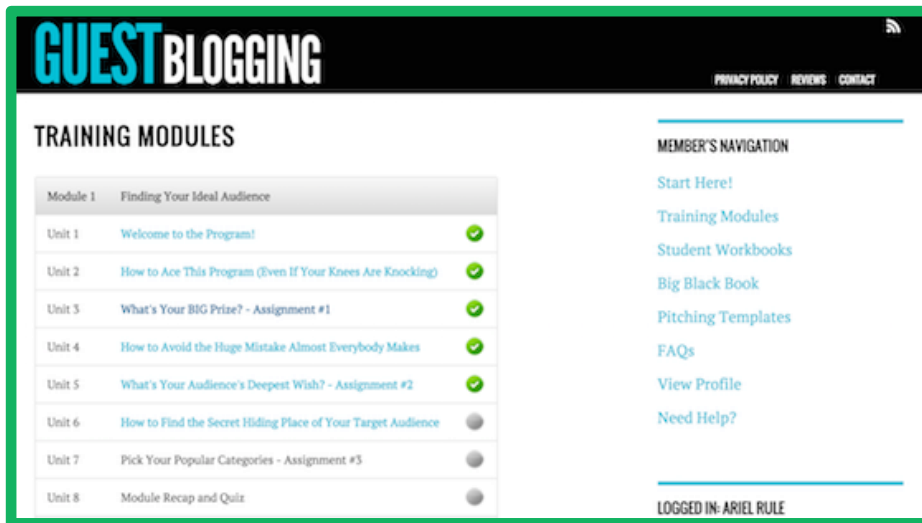 GUESTBLOGGING
PRIVACY POLICY REVIEWS CONTACT
TRAINING MODULES
Module 1 Finding Your Ideal Audience
Unit 1 Welcome to the Program!
Unit 2 How to Ace This Program (Even If Your Knees Are Knocking)
Unit 3 What's Your BIG Prize? - Assignment #1
Unit 4 How to Avoid the Huge Mistake Almost Everybody Makes
Unit 5 What's Your Audience's Deepest Wish? - Assignment #2
Unit 6 How to Find the Secret Hiding Place of Your Target Audience
Unit 7 Pick Your Popular Categories - Assignment #3
Unit 8 Module Recap and Quiz
MEMBER'S NAVIGATION
Start Here!
Training Modules
Student Workbooks
Big Black Book
Pitching Templates
FAQs
View Profile
Need Help?
LOGGED IN: ARIEL RULE